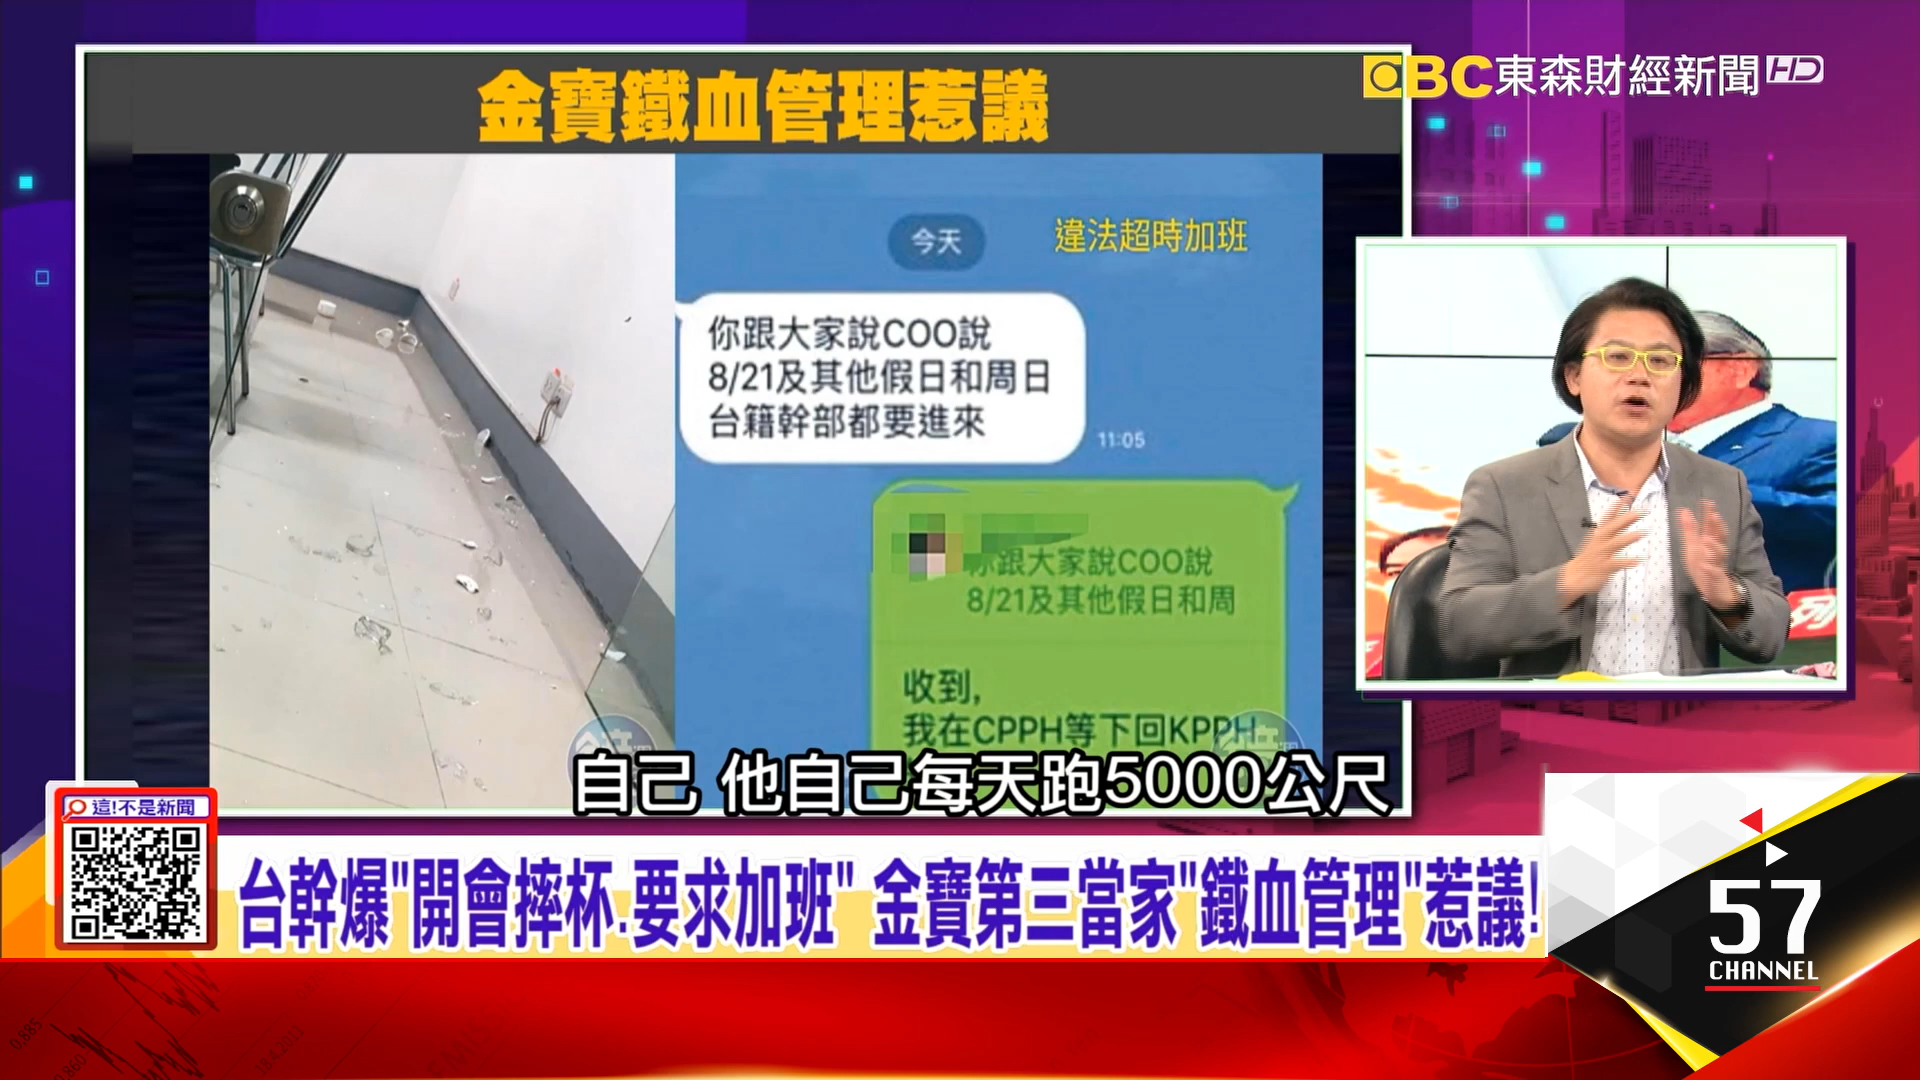 金寶鐵血管理惹議
EBC東森財經新聞HD
今天
違法超時加班
你跟大家說COO說
8/21及其他假日和周日
台籍幹部都要進來
11:05
你跟大家說COO說
8/21及其他假日和周
收到,
我在CPPH等下回KPPH
自己 他自己每天跑5000公尺
這!不是新聞
台幹爆"開會摔杯.要求加班" 金寶第三當家"鐵血管理"惹議!
57
CHANNEL